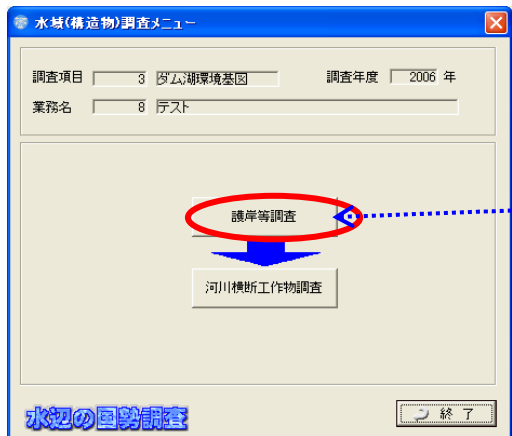 水域(構造物)調査メニュー
調査項目 3 ダム湖環境基図 調査年度 2006 年
業務名 8 テスト
護岸等調査
河川横断工作物調査
水辺の国勢調査 終 了